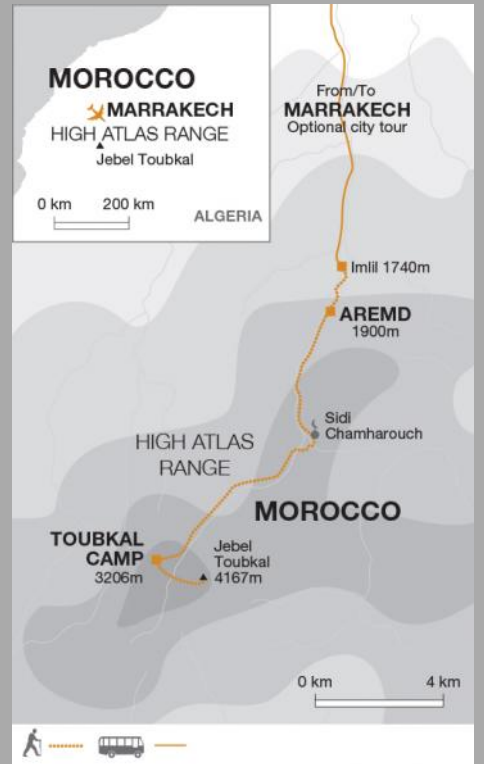 MOROCCO
MARRAKECH
HIGH ATLAS RANGE
Jebel Toubkal
0 km 200 km
ALGERIA
From/To
MARRAKECH
Optional city tour
Imlil 1740m
AREMD
1900m
Sidi
Chamharouch
HIGH ATLAS
RANGE
MOROCCO
TOUBKAL
CAMP
3206m
Jebel
Toubkal
4167m
0 km 4 km